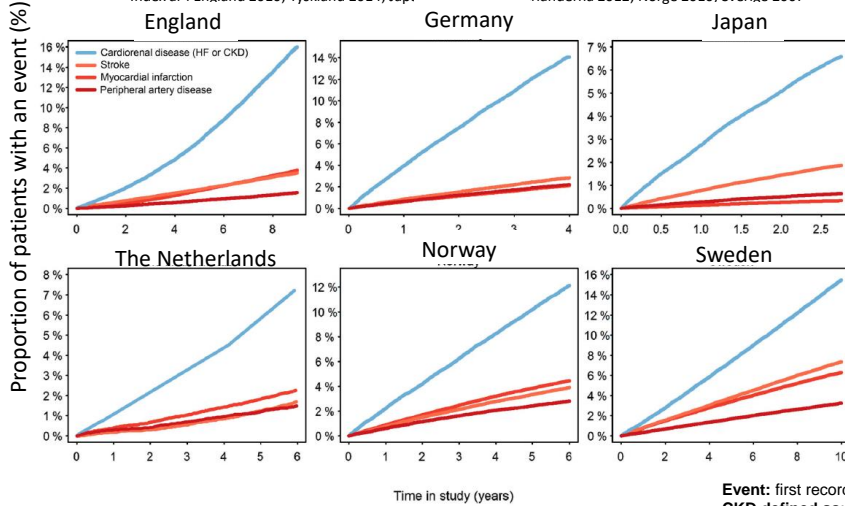 England
Germany
Japan
Proportion of patients with an event (%)
Cardiorenal disease (HF or CKD)
Stroke
Myocardial infarction
Peripheral artery disease
16 %
14 %
12 %
10 %
8 %
6 %
4 %
2 %
0 %
0 2 4 6 8
14 %
12 %
10 %
8 %
6 %
4 %
2 %
0 %
0 1 2 3 4
7 %
6 %
5 %
4 %
3 %
2 %
1 %
0 %
0.0 0.5 1.0 1.5 2.0 2.5
The Netherlands
Norway
Sweden
8 %
7 %
6 %
5 %
4 %
3 %
2 %
1 %
0 %
0 1 2 3 4 5 6
12 %
10 %
8 %
6 %
4 %
2 %
0 %
0 1 2 3 4 5 6
16 %
14 %
12 %
10 %
8 %
6 %
4 %
2 %
0 %
0 2 4 6 8 10
Time in study (years)
Event: first record
CKD defined